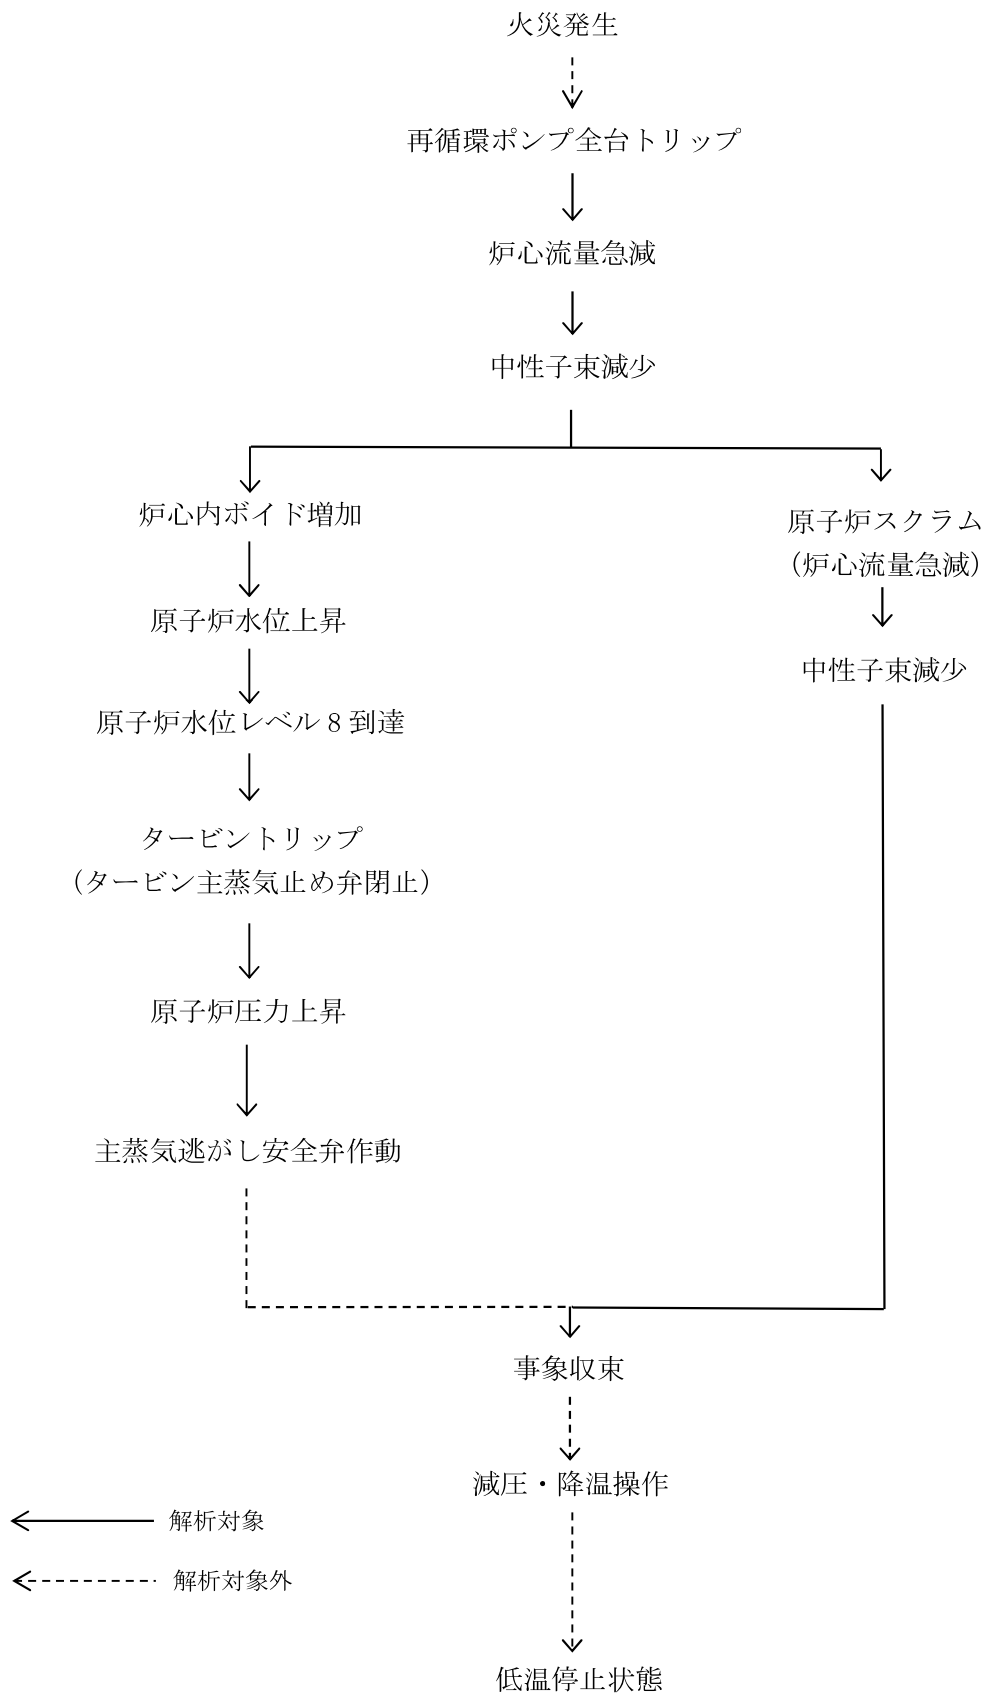 火災発生
再循環ポンプ全台トリップ
炉心流量急減
中性子束減少
炉心内ボイド増加
原子炉水位上昇
原子炉水位レベル8到達
タービントリップ
（タービン主蒸気止め弁閉止）
原子炉圧力上昇
主蒸気逃がし安全弁作動
原子炉スクラム
（炉心流量急減）
中性子束減少
事象収束
減圧・降温操作
低温停止状態
解析対象
解析対象外